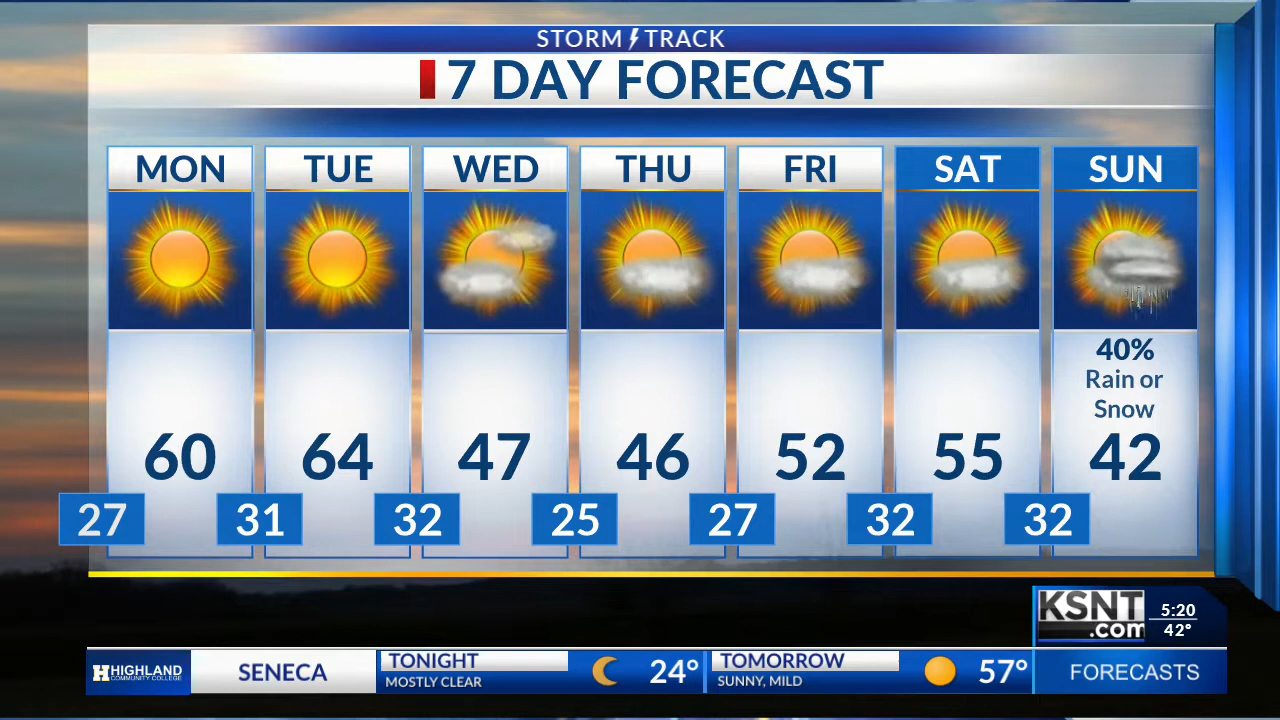 STORM TRACK
7 DAY FORECAST
MON TUE WED THU FRI SAT SUN
40%
Rain or
Snow
60 64 47 46 52 55 42
27 31 32 25 27 32 32
KSNT
.com
5:20
42°
H HIGHLAND
COMMUNITY COLLEGE
SENECA
TONIGHT
MOSTLY CLEAR
24°
TOMORROW
SUNNY, MILD
57°
FORECASTS